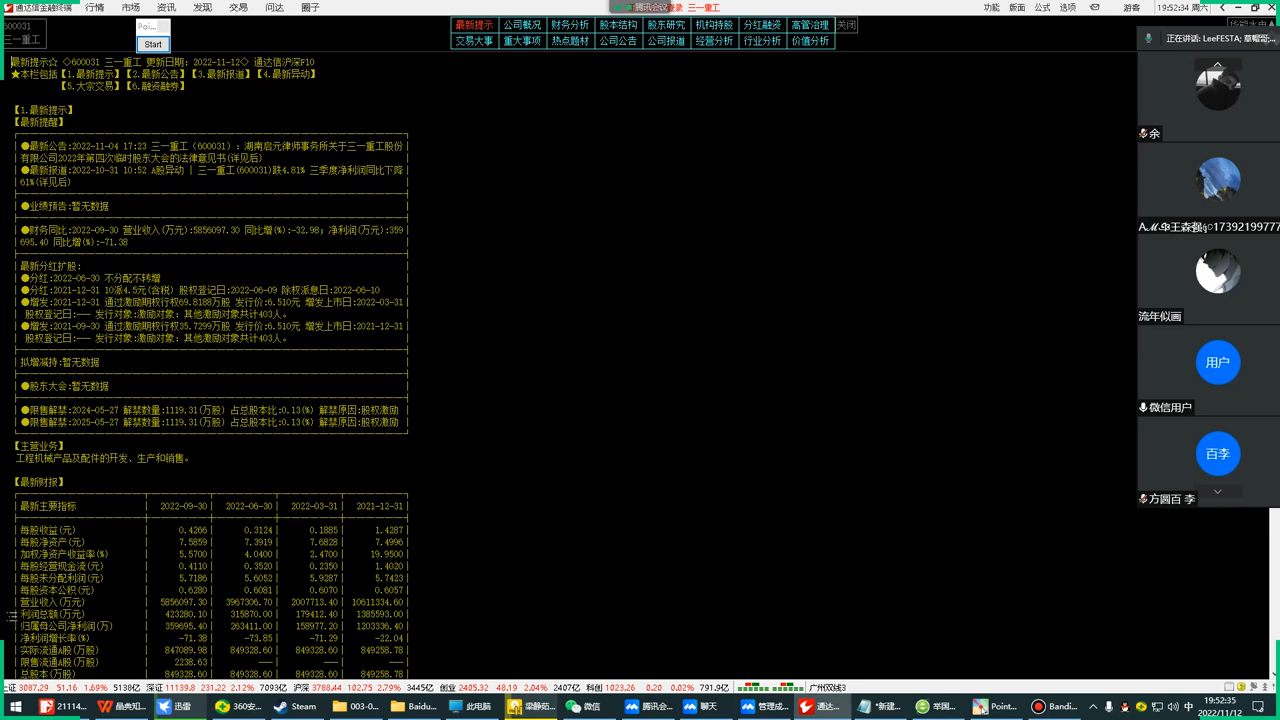 通达信金融终端 行情 市场 资讯 发现 交易 问达 圈子
腾讯会议
登录 三一重工
功能 版面 公式 选项 游客 19:52:34 周六
600031
三一重工
Poi...
Start
最新提示 公司概况 财务分析 股本结构 股东研究 机构持股 分红融资 高管治理 关闭
交易大事 重大事项 热点题材 公司公告 公司报道 经营分析 行业分析 价值分析
正在讲话: LeeFESTA; 草帽...
余
王森强 17392199777
流年似画
用户
微信用户
百李
方圆百 李
最新提示☆ ◇600031 三一重工 更新日期: 2022-11-12◇ 通达信沪深F10
★本栏包括【1.最新提示】【2.最新公告】【3.最新报道】【4.最新异动】
【5.大宗交易】【6.融资融券】
【1.最新提示】
【最新提醒】
●最新公告:2022-11-04 17:23 三一重工（600031）：湖南启元律师事务所关于三一重工股份
有限公司2022年第四次临时股东大会的法律意见书(详见后)
●最新报道:2022-10-31 10:52 A股异动 | 三一重工(600031)跌4.81% 三季度净利润同比下降
61%(详见后)
●业绩预告:暂无数据
●财务同比:2022-09-30 营业收入(万元):5856097.30 同比增(%):-32.98；净利润(万元):359
695.40 同比增(%):-71.38
最新分红扩股:
●分红:2022-06-30 不分配不转增
●分红:2021-12-31 10派4.5元(含税) 股权登记日:2022-06-09 除权派息日:2022-06-10
●增发:2021-12-31 通过激励期权行权69.8188万股 发行价:6.510元 增发上市日:2022-03-31
股权登记日:—— 发行对象:激励对象: 其他激励对象共计403人。
●增发:2021-09-30 通过激励期权行权35.7299万股 发行价:6.510元 增发上市日:2021-12-31
股权登记日:—— 发行对象:激励对象: 其他激励对象共计403人。
拟增减持:暂无数据
●股东大会:暂无数据
●限售解禁:2024-05-27 解禁数量:1119.31(万股) 占总股本比:0.13(%) 解禁原因:股权激励
●限售解禁:2025-05-27 解禁数量:1119.31(万股) 占总股本比:0.13(%) 解禁原因:股权激励
【主营业务】
工程机械产品及配件的开发、生产和销售。
【最新财报】
最新主要指标 2022-09-30 2022-06-30 2022-03-31 2021-12-31
每股收益(元) 0.4266 0.3124 0.1885 1.4287
每股净资产(元) 7.5859 7.3919 7.6828 7.4996
加权净资产收益率(%) 5.5700 4.0400 2.4700 19.9500
每股经营现金流(元) 0.4110 0.3520 0.2350 1.4020
每股未分配利润(元) 5.7186 5.6052 5.9287 5.7423
每股资本公积(元) 0.6280 0.6081 0.6070 0.6057
营业收入(万元) 5856097.30 3967306.70 2007713.40 10611334.60
利润总额(万元) 423280.10 315870.00 179412.40 1385593.00
归属母公司净利润(万) 359695.40 263411.00 158977.20 1203336.40
净利润增长率(%) -71.38 -73.85 -71.29 -22.04
实际流通A股(万股) 847089.98 849328.60 849328.60 849258.78
限售流通A股(万股) 2238.63 —— —— ——
总股本(万股) 849328.60 849328.60 849328.60 849258.78
上证 3087.29 51.16 1.69% 5138亿 深证 11139.8 231.22 2.12% 7093亿 沪深 3788.44 102.75 2.79% 3445亿 创业 2405.32 48.19 2.04% 2407亿 科创 1023.26 0.20 0.02% 791.9亿 广州双线3
21114... 晶典知... 迅雷 360安... Steam 003-0... Baidu... 此电脑 微信 腾讯会... 聊天 管理成... 通达... *新建... 举图... Point... Bandi... 中
19:52:35
2022/11/12